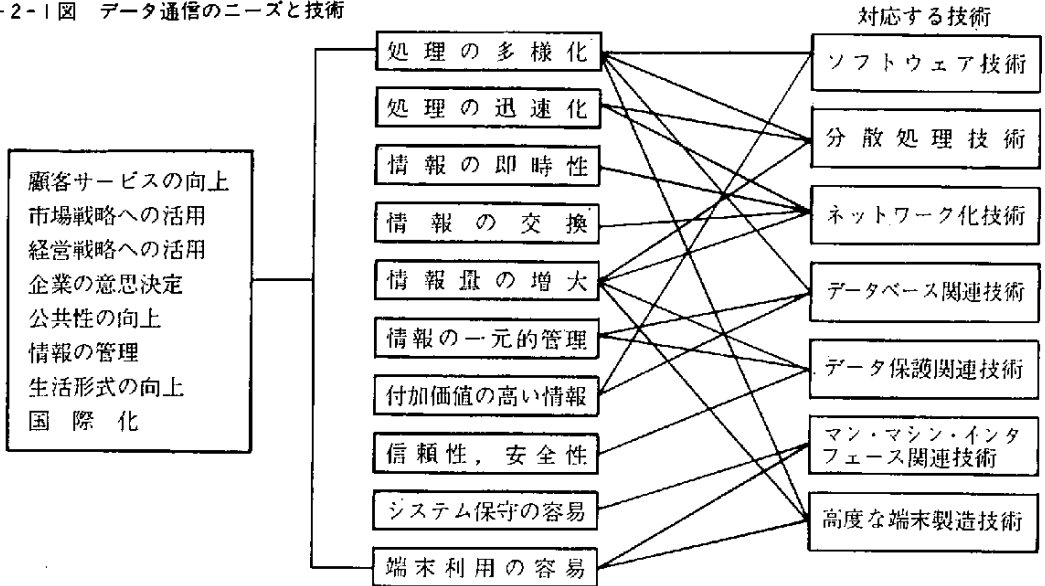 -2-1図 データ通信のニーズと技術
対応する技術
顧客サービスの向上
市場戦略への活用
経営戦略への活用
企業の意思決定
公共性の向上
情報の管理
生活形式の向上
国際化
処理の多様化
処理の迅速化
情報の即時性
情報の交換
情報量の増大
情報の一元的管理
付加価値の高い情報
信頼性,安全性
システム保守の容易
端末利用の容易
ソフトウェア技術
分散処理技術
ネットワーク化技術
データベース関連技術
データ保護関連技術
マン・マシン・インタ
フェース関連技術
高度な端末製造技術